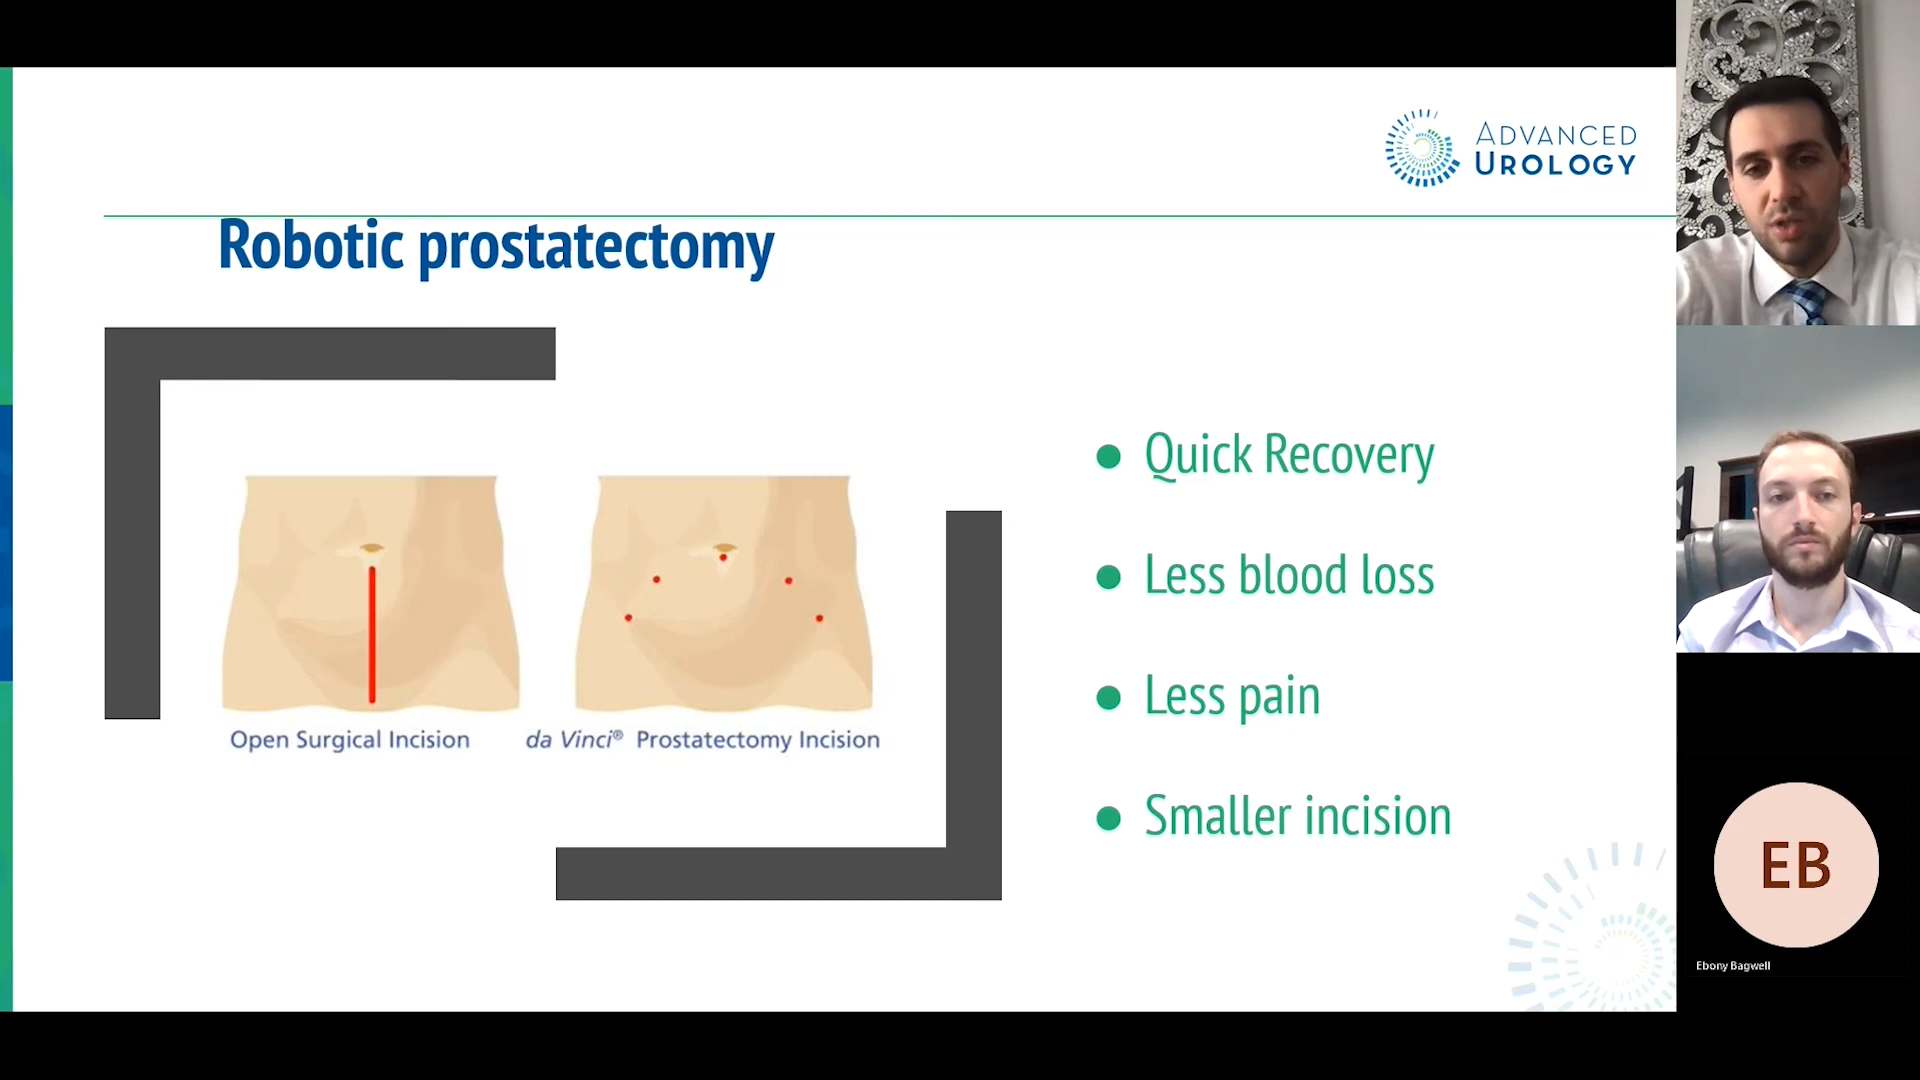 ADVANCED
UROLOGY
Robotic prostatectomy
Open Surgical Incision
da Vinci® Prostatectomy Incision
● Quick Recovery
● Less blood loss
● Less pain
● Smaller incision
EB
Ebony Bagwell